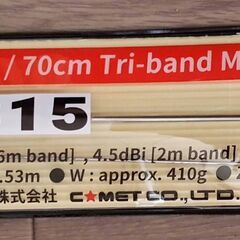 / 70cm Tri-band M
15
6m band] , 4.5dBi [2m band]
.53m ● W : approx. 410g ●
株式会社 C★MET CO., LTD.